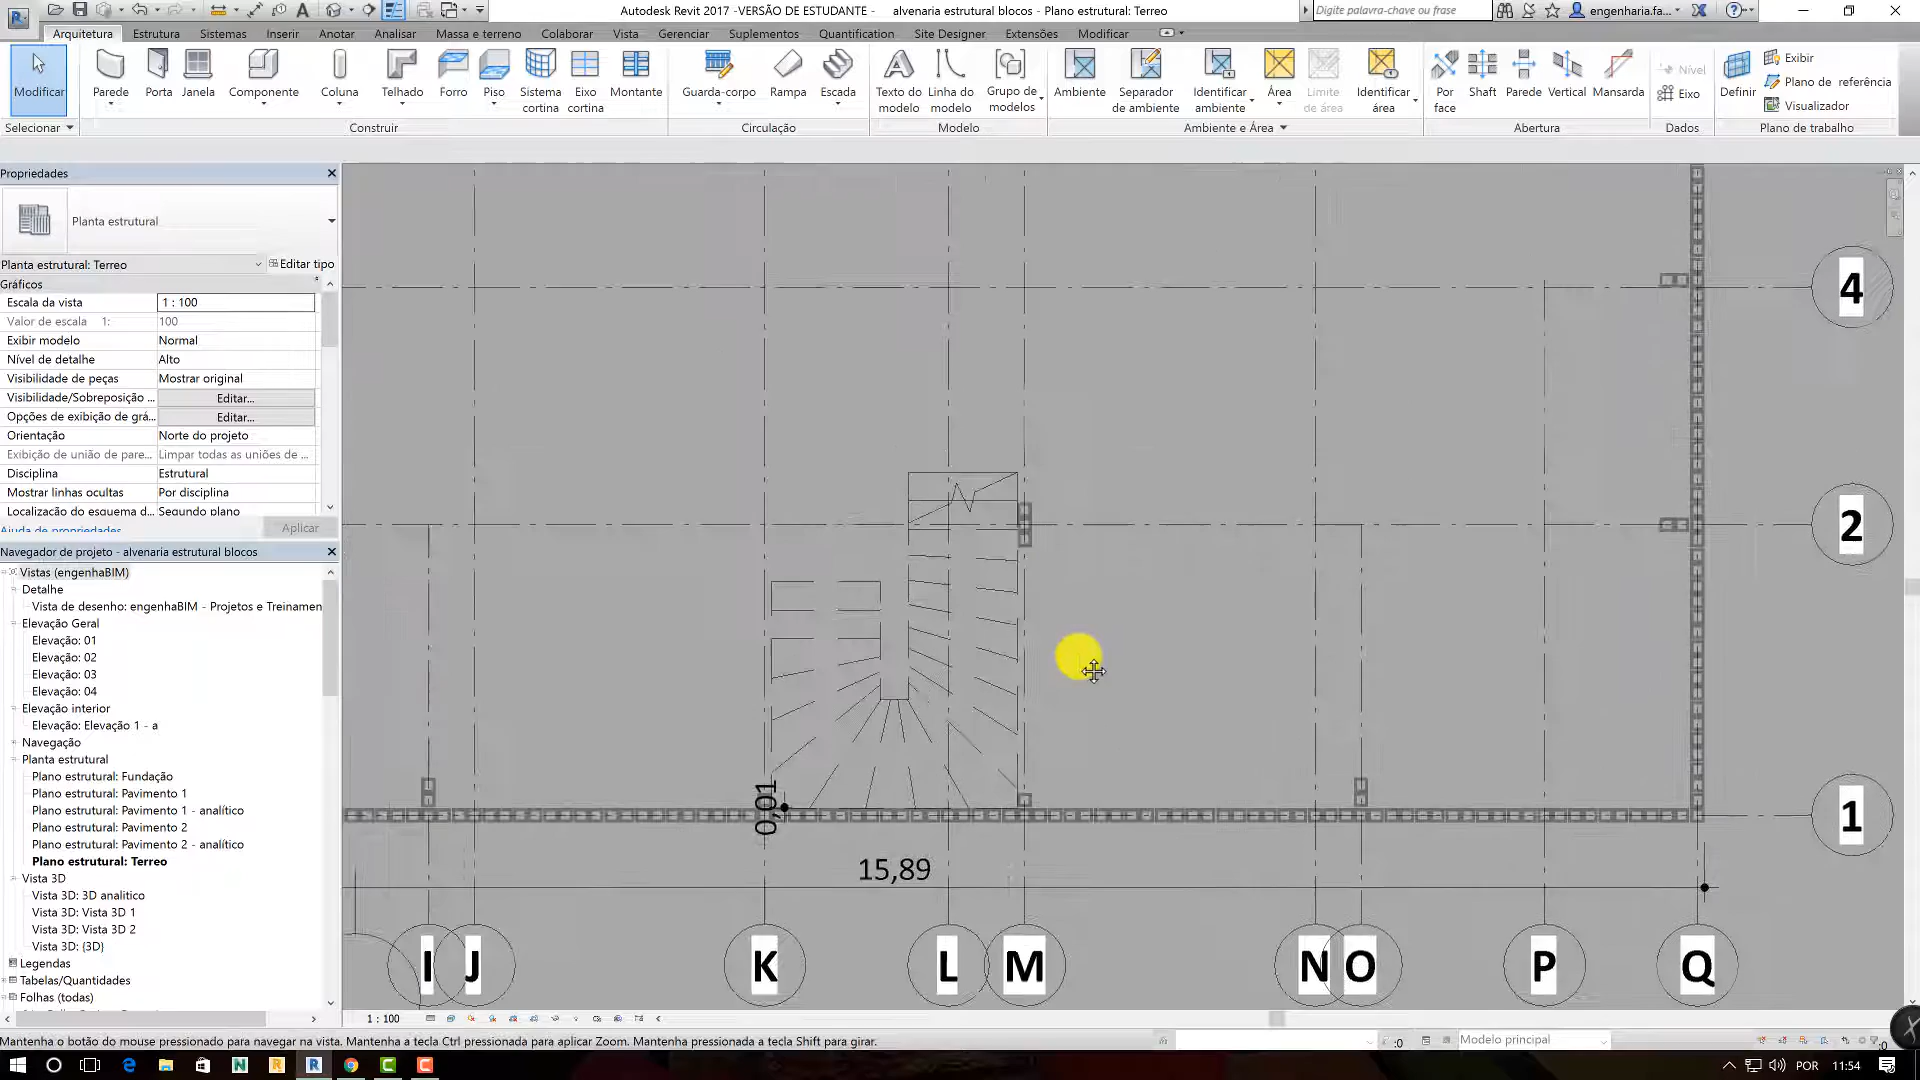 Autodesk Revit 2017 -VERSÃO DE ESTUDANTE - alvenaria estrutural blocos - Plano estrutural: Terreo
Digite palavra-chave ou frase
engenharia.fa...
Arquitetura Estrutura Sistemas Inserir Anotar Analisar Massa e terreno Colaborar Vista Gerenciar Suplementos Quantification Site Designer Extensões Modificar
Modificar Parede Porta Janela Componente Coluna Telhado Forro Piso Sistema cortina Eixo cortina Montante Guarda-corpo Rampa Escada Texto do modelo Linha do modelo Grupo de modelos Ambiente Separador de ambiente Identificar ambiente Área Limite de área Identificar área Por face Shaft Parede Vertical Mansarda Nível Eixo Definir Exibir Plano de referência Visualizador
Selecionar Construir Circulação Modelo Ambiente e Área Abertura Dados Plano de trabalho
Propriedades
Planta estrutural
Planta estrutural: Terreo Editar tipo
Gráficos
Escala da vista 1 : 100
Valor de escala 1: 100
Exibir modelo Normal
Nível de detalhe Alto
Visibilidade de peças Mostrar original
Visibilidade/Sobreposição ... Editar...
Opções de exibição de grá... Editar...
Orientação Norte do projeto
Exibição de união de pare... Limpar todas as uniões de ...
Disciplina Estrutural
Mostrar linhas ocultas Por disciplina
Localização do esquema d... Segundo plano
Ajuda de propriedades Aplicar
Navegador de projeto - alvenaria estrutural blocos
Vistas (engenhaBIM)
Detalhe
Vista de desenho: engenhaBIM - Projetos e Treinamen
Elevação Geral
Elevação: 01
Elevação: 02
Elevação: 03
Elevação: 04
Elevação interior
Elevação: Elevação 1 - a
Navegação
Planta estrutural
Plano estrutural: Fundação
Plano estrutural: Pavimento 1
Plano estrutural: Pavimento 1 - analítico
Plano estrutural: Pavimento 2
Plano estrutural: Pavimento 2 - analítico
Plano estrutural: Terreo
Vista 3D
Vista 3D: 3D analitico
Vista 3D: Vista 3D 1
Vista 3D: Vista 3D 2
Vista 3D: {3D}
Legendas
Tabelas/Quantidades
Folhas (todas)
4
2
1
0,01
15,89
I J K L M N O P Q
1 : 100
Mantenha o botão do mouse pressionado para navegar na vista. Mantenha a tecla Ctrl pressionada para aplicar Zoom. Mantenha pressionada a tecla Shift para girar.
:0 Modelo principal :0
POR 11:54